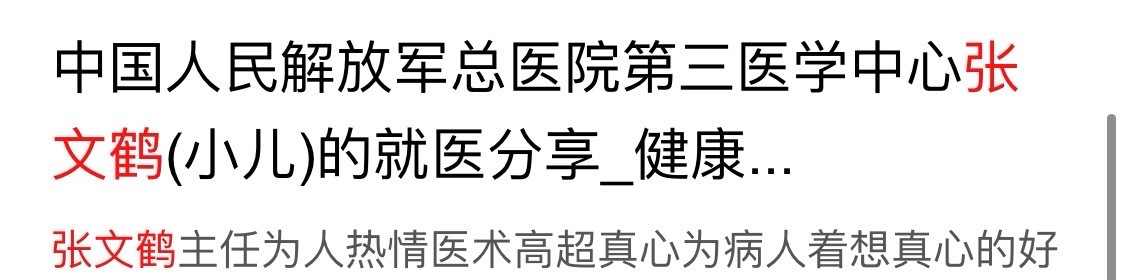 中国人民解放军总医院第三医学中心张
文鹤(小儿)的就医分享_健康...
张文鹤主任为人热情医术高超真心为病人着想真心的好